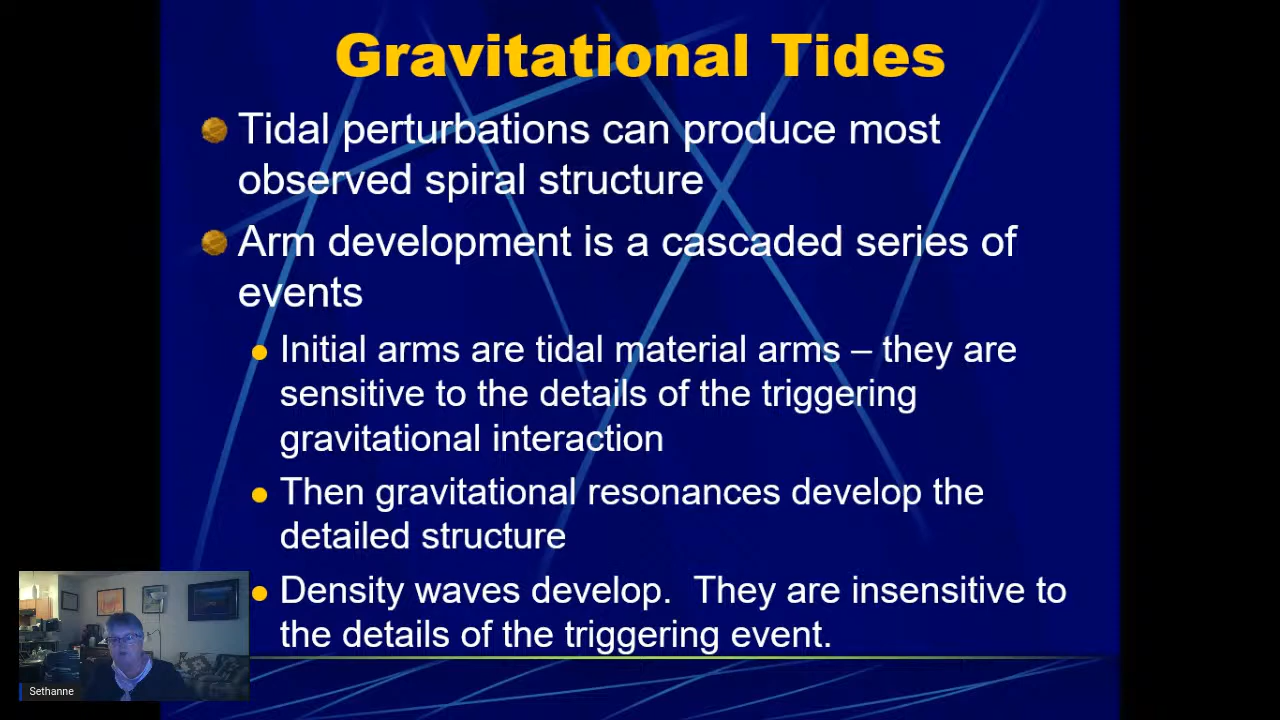 Gravitational Tides
Tidal perturbations can produce most
observed spiral structure
Arm development is a cascaded series of
events
Initial arms are tidal material arms – they are
sensitive to the details of the triggering
gravitational interaction
Then gravitational resonances develop the
detailed structure
Density waves develop.  They are insensitive to
the details of the triggering event.
Sethanne